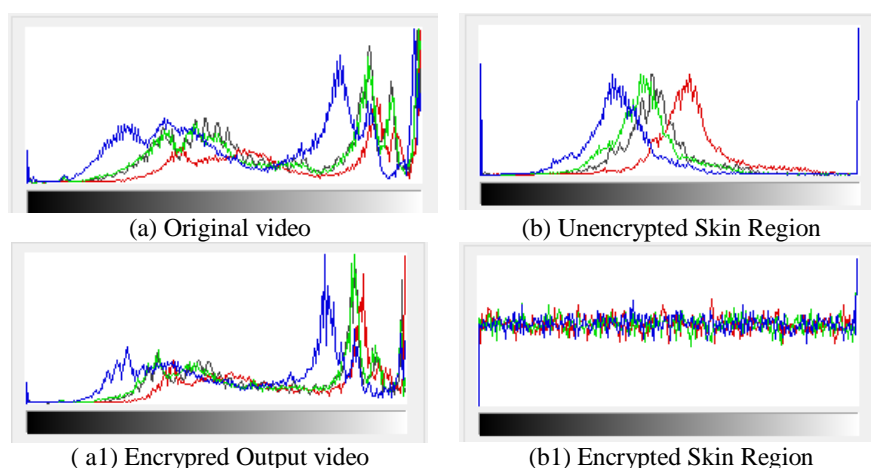 (a) Original video
(b) Unencrypted Skin Region
( a1) Encrypred Output video
(b1) Encrypted Skin Region